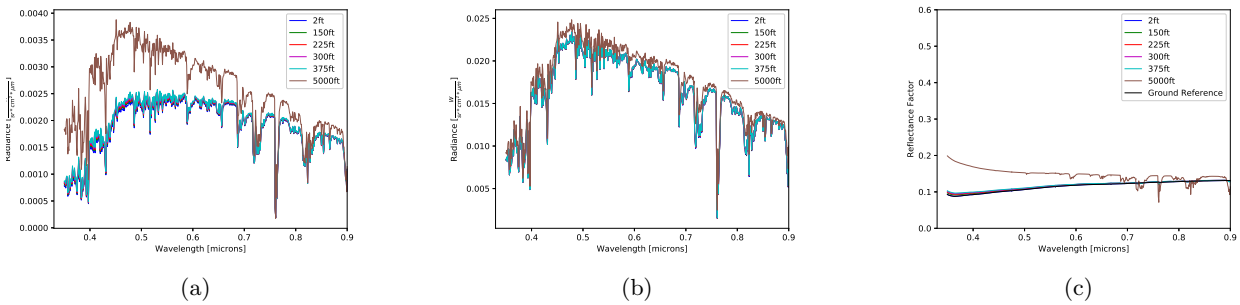 0.0040
0.0035
0.0030
0.0025
0.0020
0.0015
0.0010
0.0005
0.0000
0.4 0.5 0.6 0.7 0.8 0.9
Wavelength [microns]
2ft
150ft
225ft
300ft
375ft
5000ft
(a)
Radiance [
0.025
0.020
0.015
0.010
0.005
0.4 0.5 0.6 0.7 0.8 0.9
Wavelength [microns]
2ft
150ft
225ft
300ft
375ft
5000ft
(b)
Reflectance Factor
0.6
0.5
0.4
0.3
0.2
0.1
0.0
0.4 0.5 0.6 0.7 0.8 0.9
Wavelength [microns]
2ft
150ft
225ft
300ft
375ft
5000ft
Ground Reference
(c)